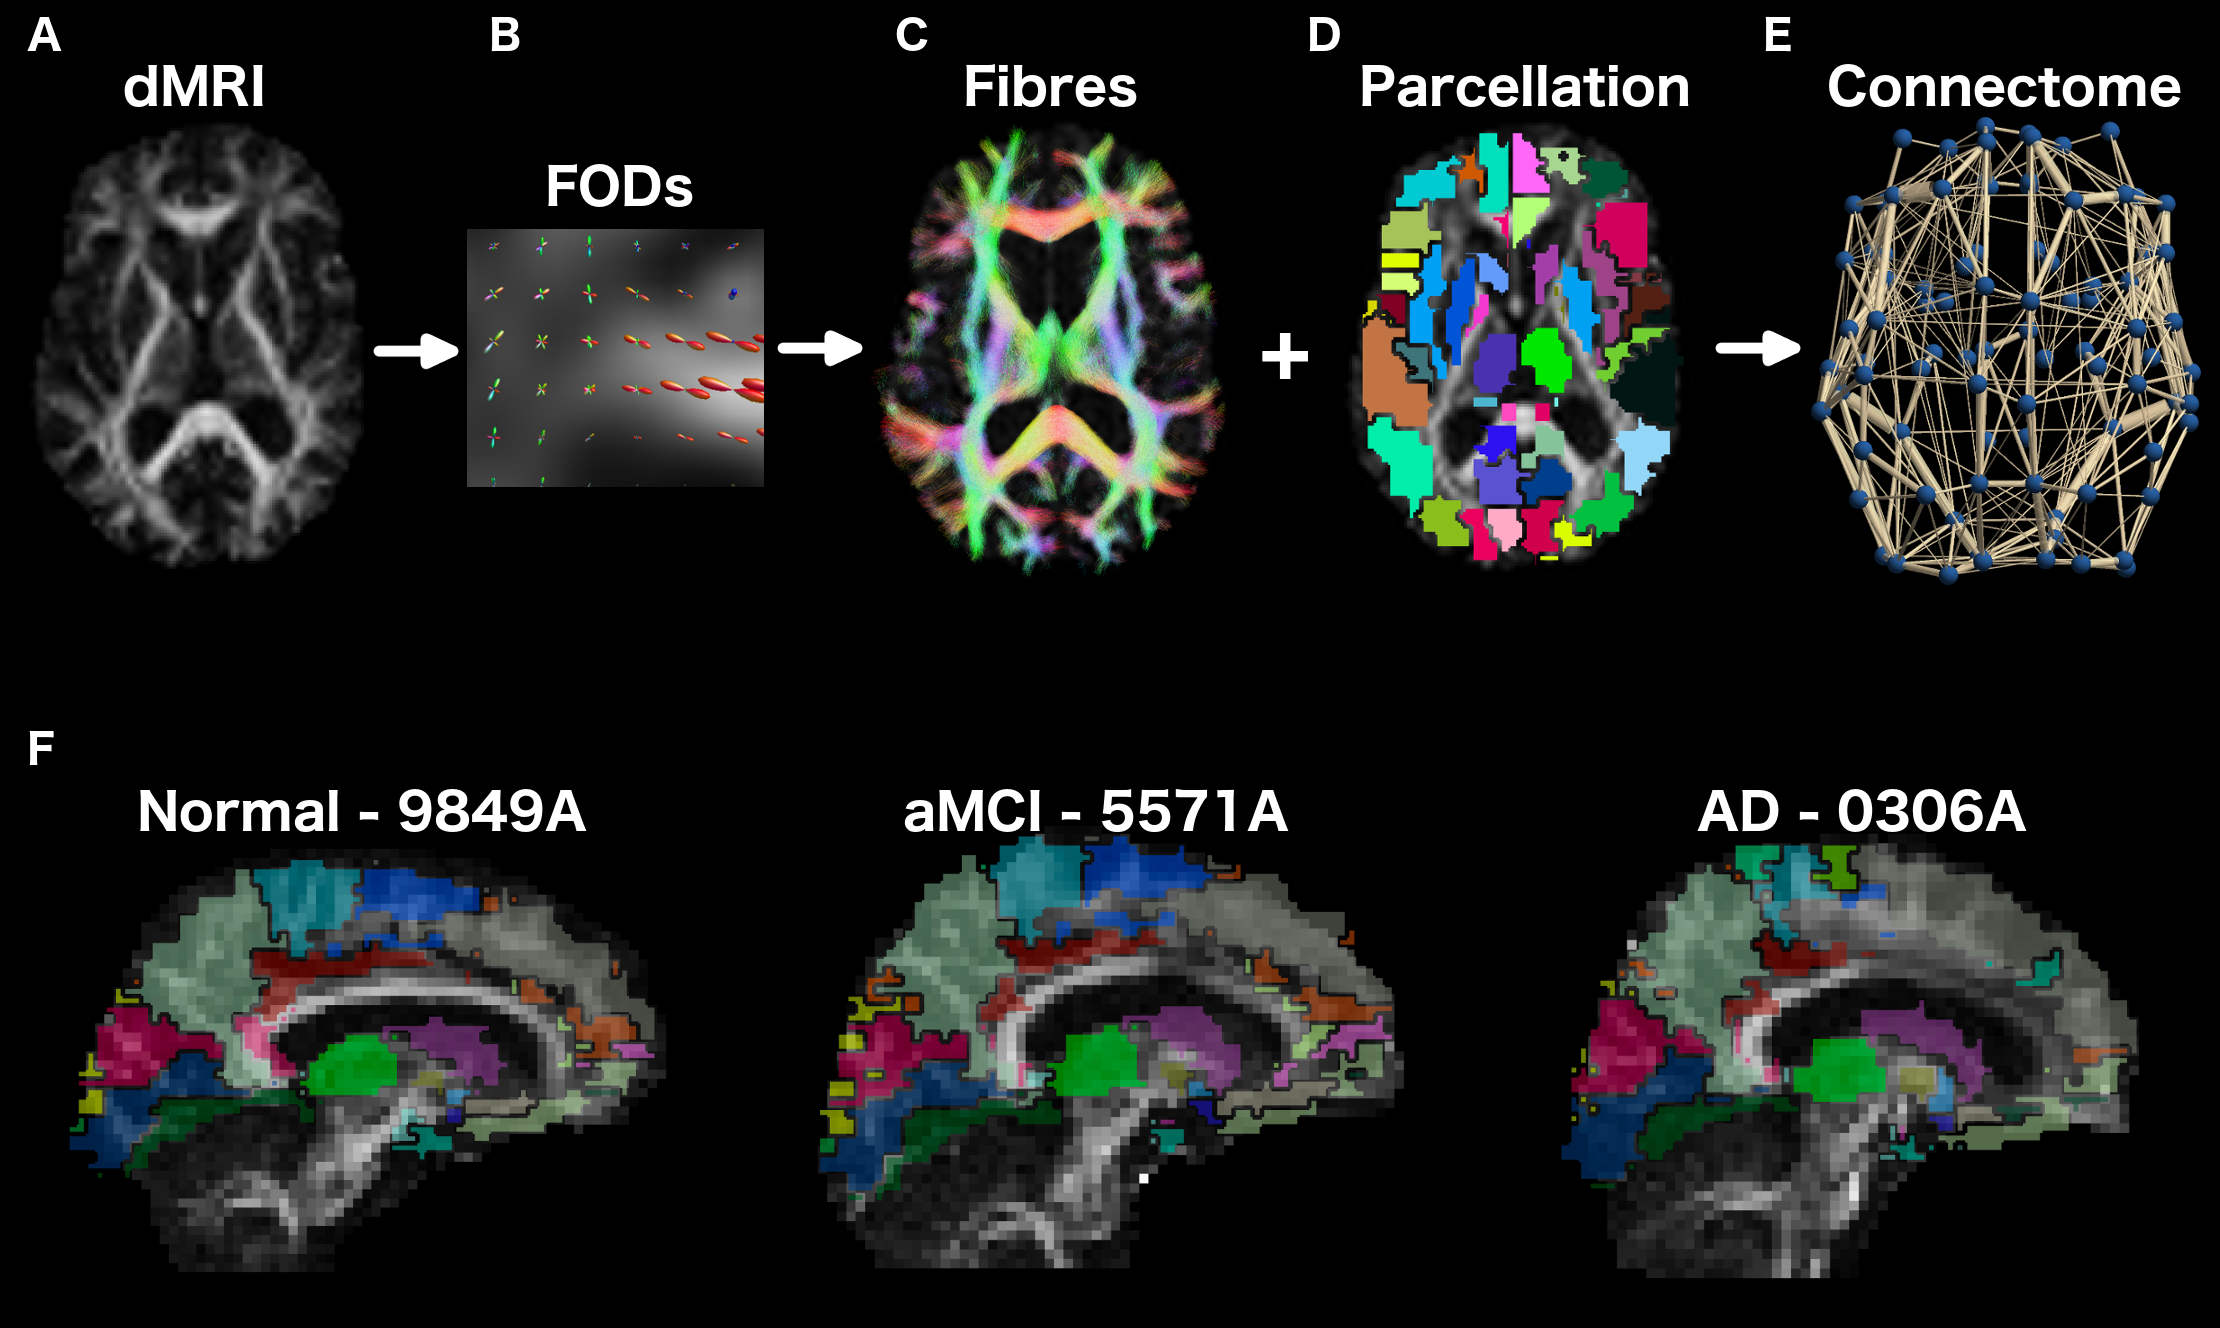 A
B
C
D
E
dMRI
FODs
Fibres
+
Parcellation
Connectome
F
Normal - 9849A
aMCI - 5571A
AD - 0306A